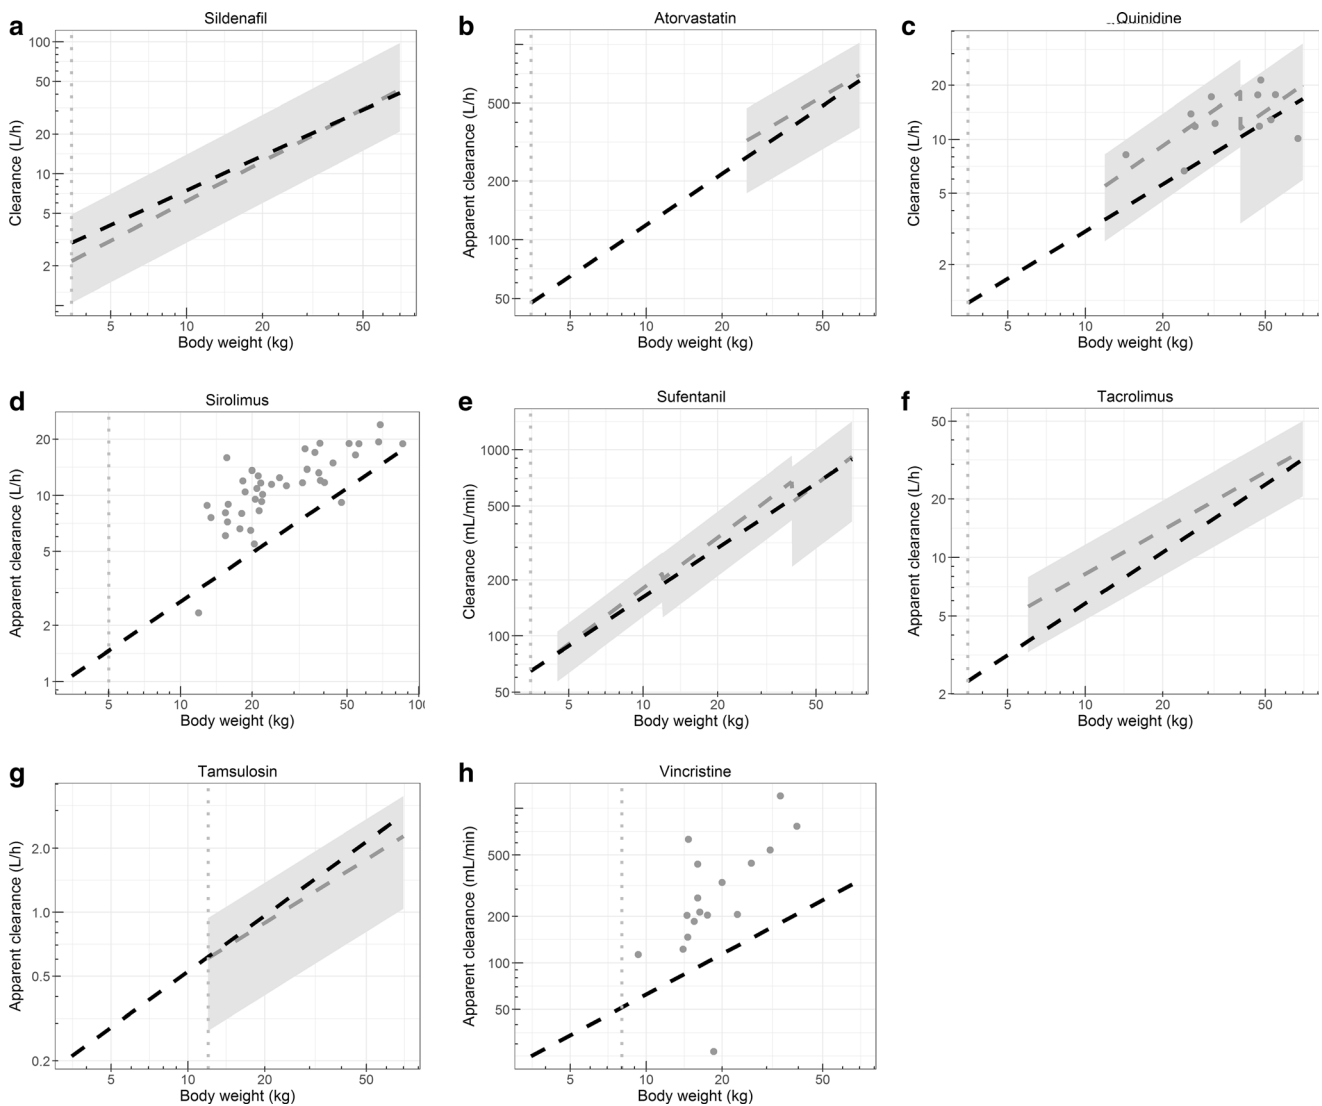 a
Sildenafil
100
50
20
10
5
2
Clearance (L/h)
5 10 20 50
Body weight (kg)
b
Atorvastatin
500
200
100
50
Apparent clearance (L/h)
5 10 20 50
Body weight (kg)
c
Quinidine
20
10
5
2
Clearance (L/h)
5 10 20 50
Body weight (kg)
d
Sirolimus
20
10
5
2
1
Apparent clearance (L/h)
5 10 20 50 10
Body weight (kg)
e
Sufentanil
1000
500
200
100
50
Clearance (mL/min)
5 10 20 50
Body weight (kg)
f
Tacrolimus
50
20
10
5
2
Apparent clearance (L/h)
5 10 20 50
Body weight (kg)
g
Tamsulosin
2.0
1.0
0.5
0.2
Apparent clearance (L/h)
5 10 20 50
Body weight (kg)
h
Vincristine
500
200
100
50
Apparent clearance (mL/min)
5 10 20 50
Body weight (kg)